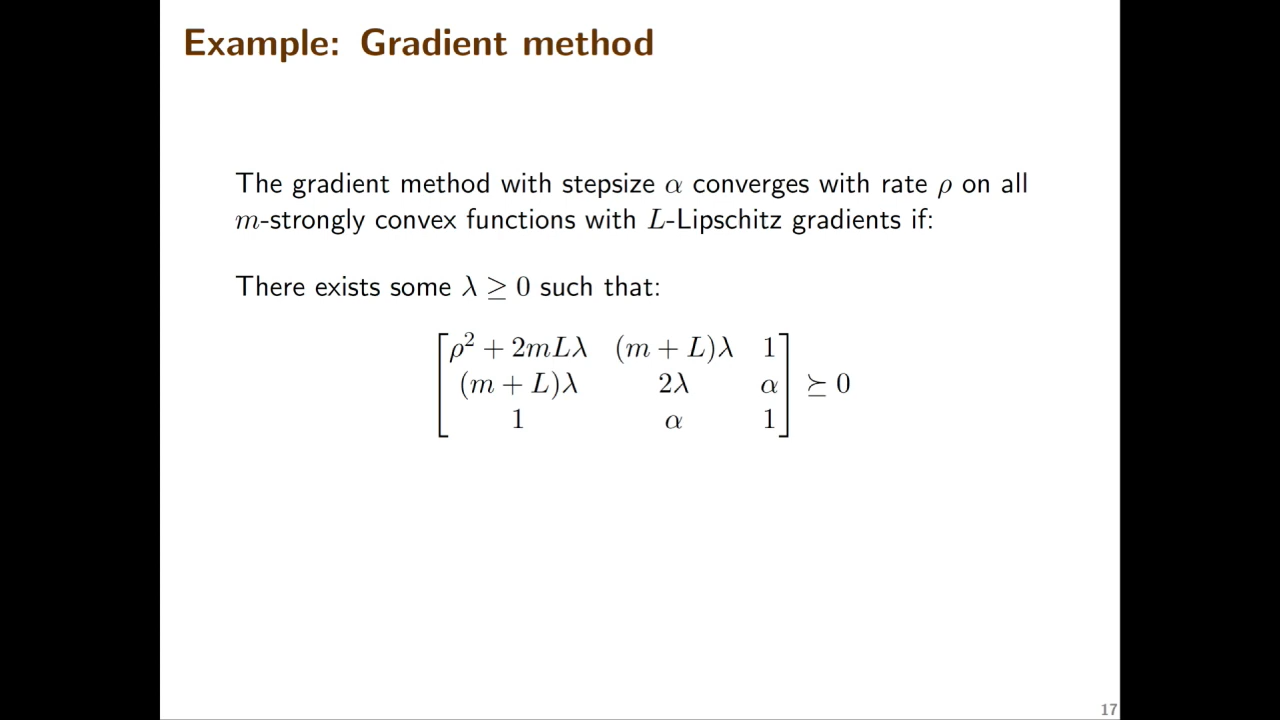 Example: Gradient method
The gradient method with stepsize α converges with rate ρ on all
m-strongly convex functions with L-Lipschitz gradients if:
There exists some λ ≥ 0 such that:
[ρ² + 2mLλ (m + L)λ 1]
[(m + L)λ 2λ α] ⪰ 0
[1 α 1]
17